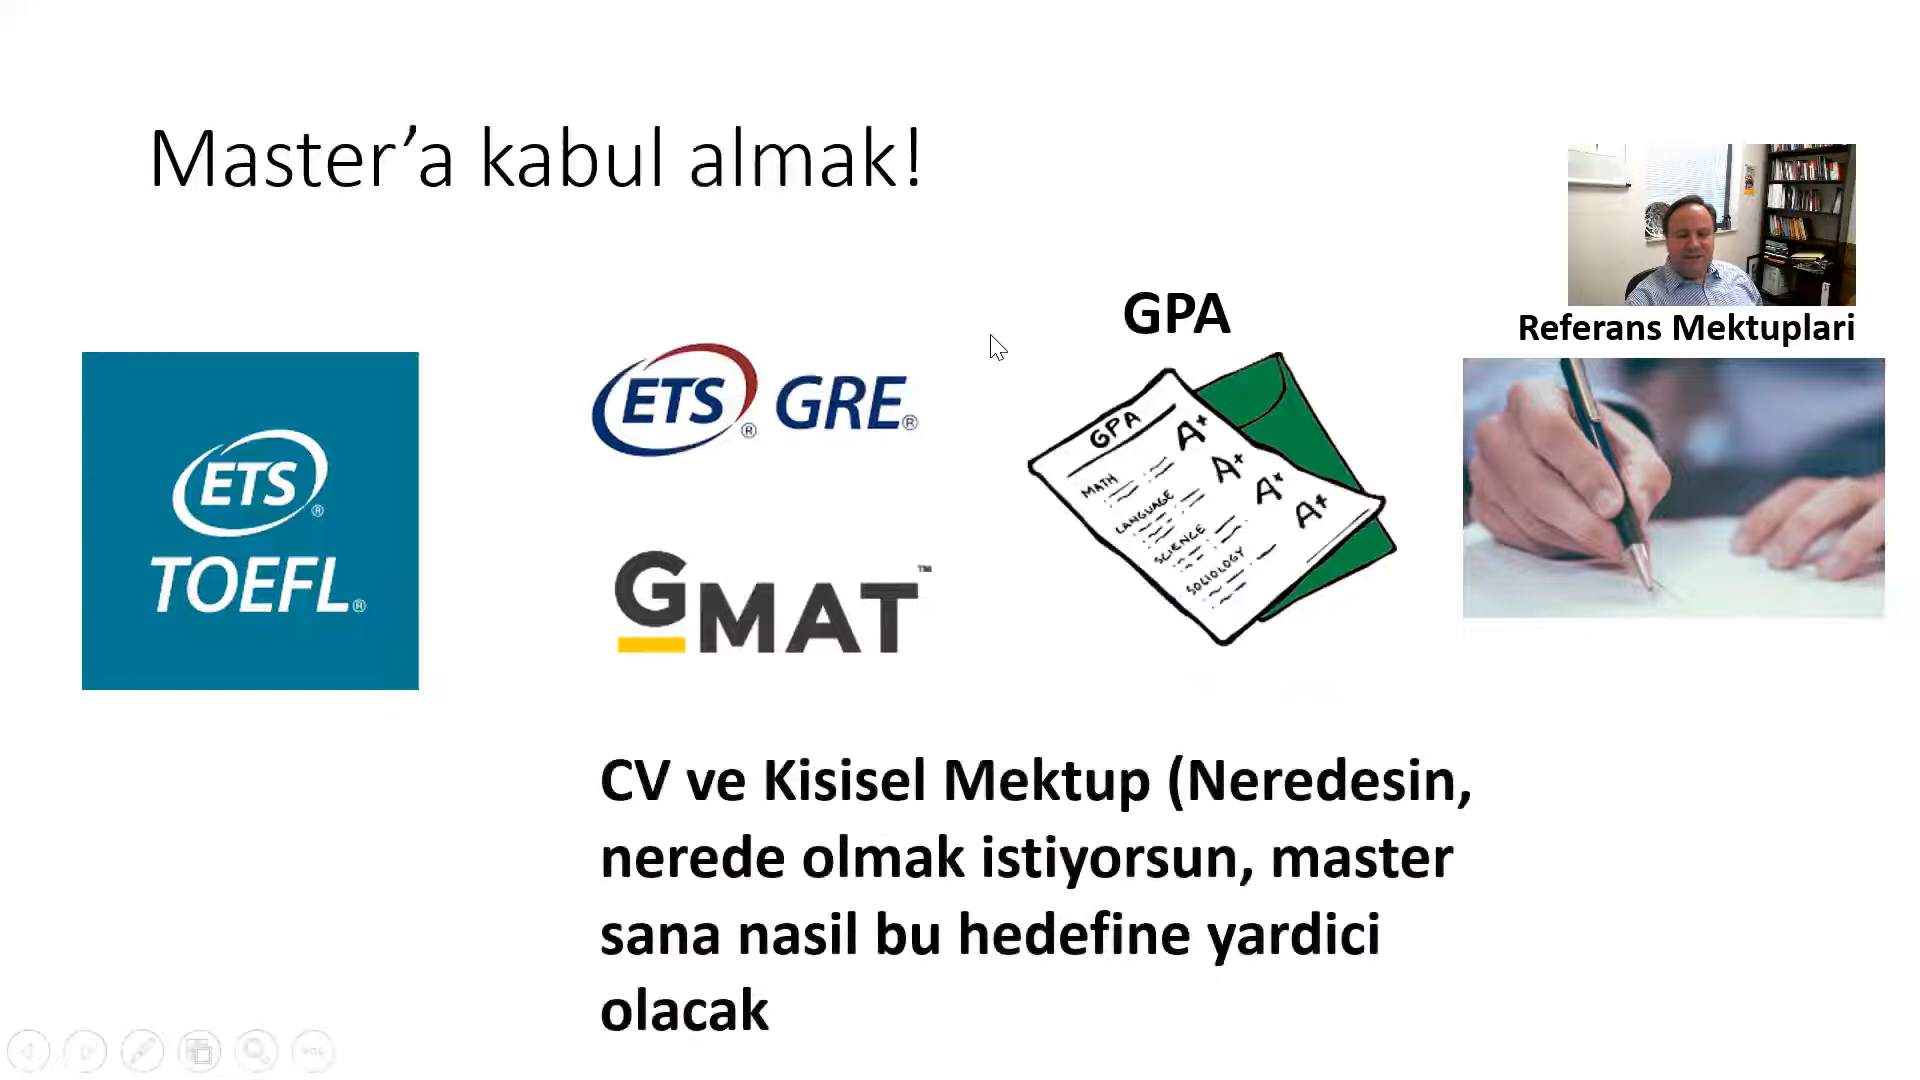 Master’a kabul almak!
GPA
Referans Mektuplari
ETS®
TOEFL®
ETS® GRE®
GMAT™
GPA
MATH A+
LANGUAGE A+
SCIENCE A+
SOCIOLOGY A+
CV ve Kisisel Mektup (Neredesin,
nerede olmak istiyorsun, master
sana nasil bu hedefine yardici
olacak